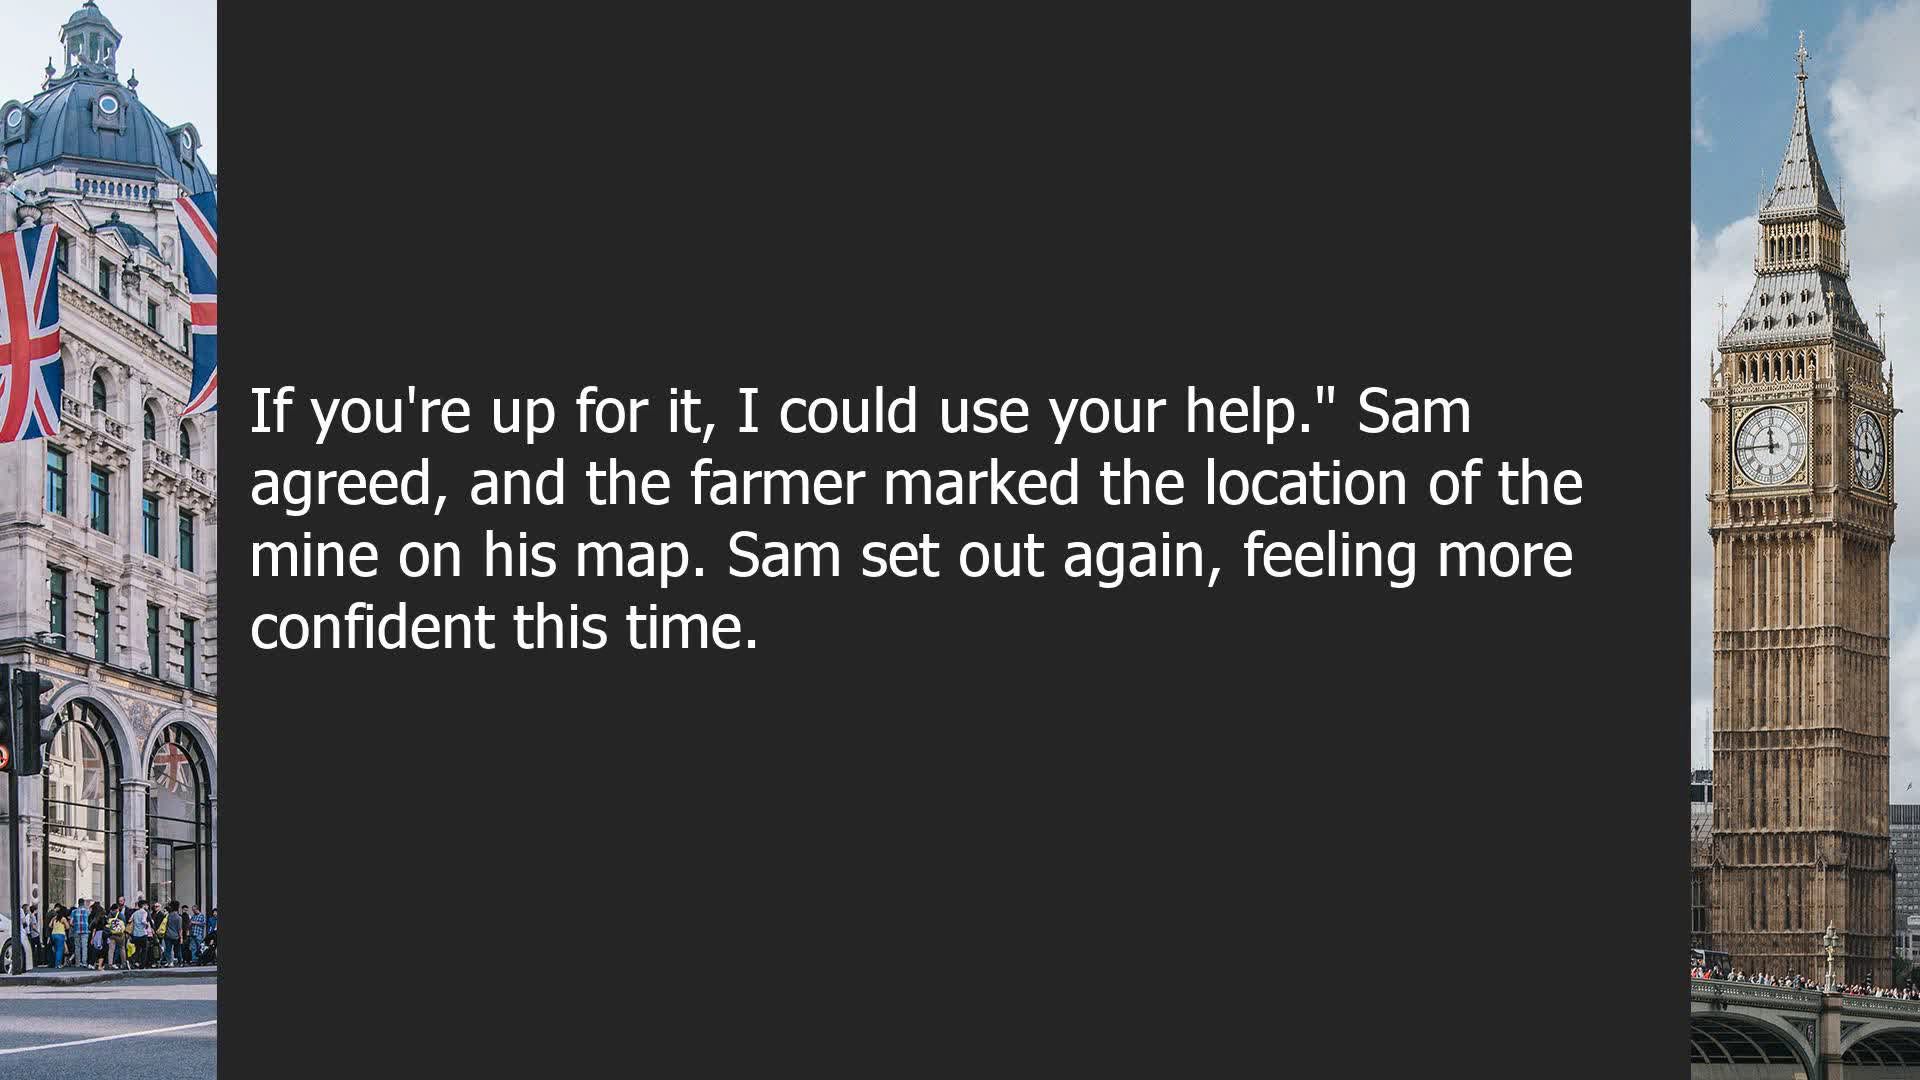 If you're up for it, I could use your help." Sam
agreed, and the farmer marked the location of the
mine on his map. Sam set out again, feeling more
confident this time.